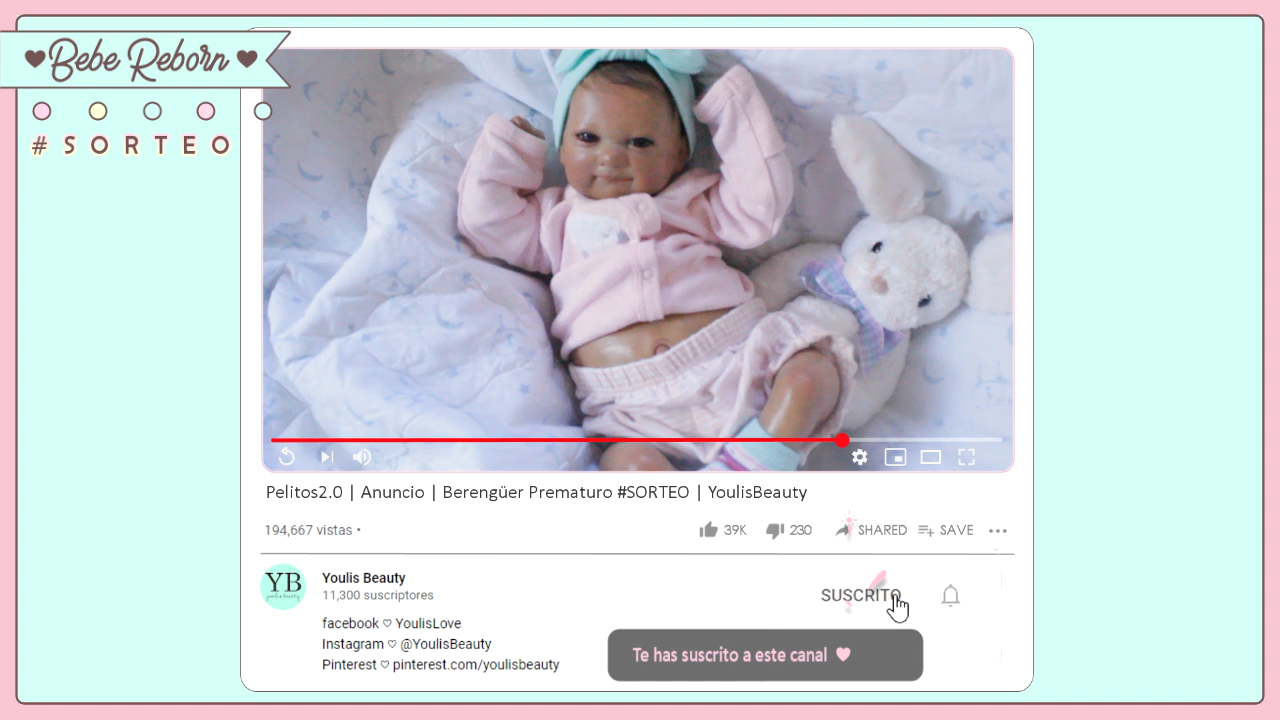 Bebe Reborn
#SORTEO
Pelitos2.0 | Anuncio | Berengüer Prematuro #SORTEO | YoulisBeauty
194,667 vistas •
39K
230
SHARED
SAVE
YB
Youlis Beauty
11,300 suscriptores
SUSCRITO
facebook ♡ YoulisLove
Instagram ♡ @YoulisBeauty
Pinterest ♡ pinterest.com/youlisbeauty
Te has suscrito a este canal ♥